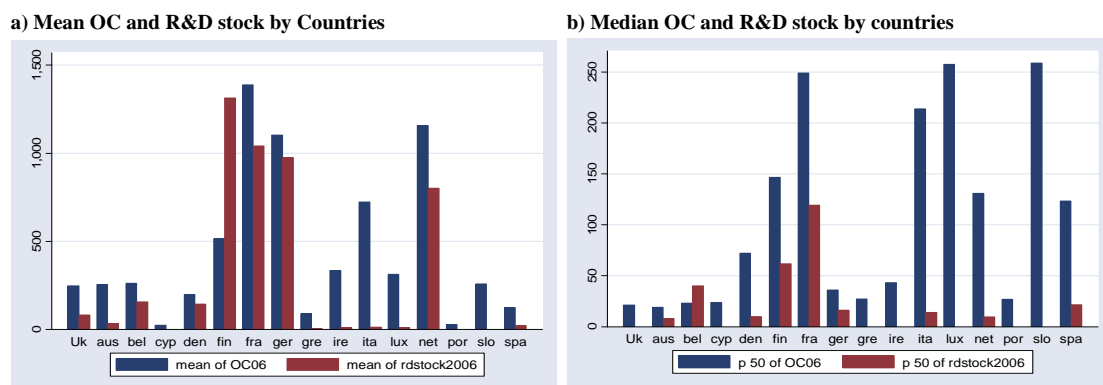 a) Mean OC and R&D stock by Countries
1,500
1,000
500
0
Uk aus bel cyp den fin fra ger gre ire ita lux net por slo spa
mean of OC06 mean of rdstock2006
b) Median OC and R&D stock by countries
250
200
150
100
50
0
Uk aus bel cyp den fin fra ger gre ire ita lux net por slo spa
p 50 of OC06 p 50 of rdstock2006